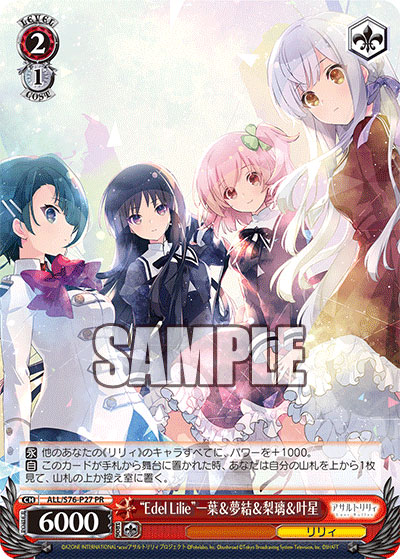 LEVEL
2
1
COST
SAMPLE
永 他のあなたの《リリィ》のキャラすべてに、パワーを+1000。
自 このカードが手札から舞台に置かれた時、あなたは自分の山札を上から1枚
見て、山札の上か控え室に置く。
CH ALL/S76-P27 PR
6000
"Edel Lilie" 一葉&夢結&梨璃&叶星
アサルトリリィ
リリィ